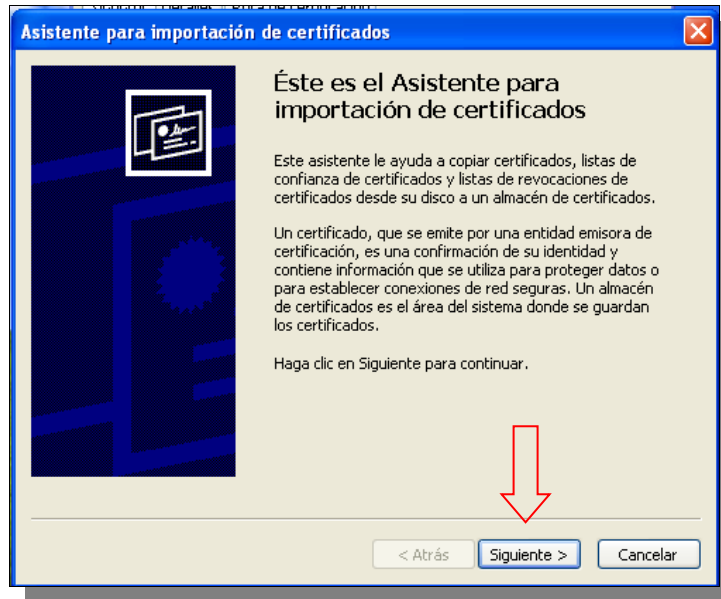 Asistente para importación de certificados
Éste es el Asistente para
importación de certificados
Este asistente le ayuda a copiar certificados, listas de
confianza de certificados y listas de revocaciones de
certificados desde su disco a un almacén de certificados.
Un certificado, que se emite por una entidad emisora de
certificación, es una confirmación de su identidad y
contiene información que se utiliza para proteger datos o
para establecer conexiones de red seguras. Un almacén
de certificados es el área del sistema donde se guardan
los certificados.
Haga clic en Siguiente para continuar.
< Atrás Siguiente > Cancelar